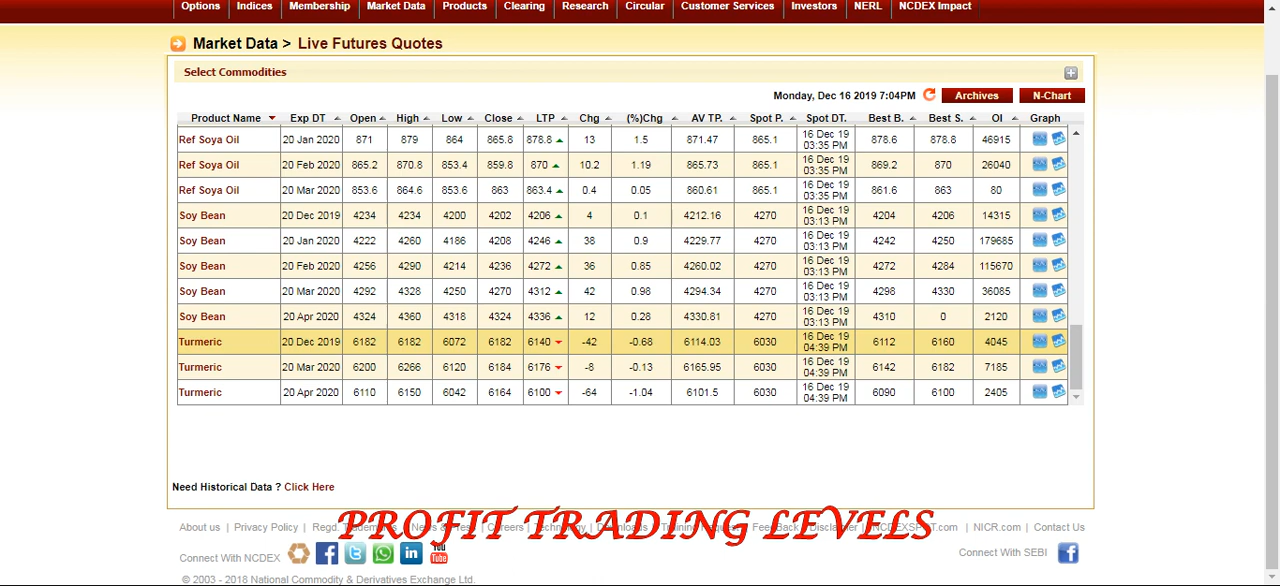 Options Indices Membership Market Data Products Clearing Research Circular Customer Services Investors NERL NCDEX Impact
Market Data > Live Futures Quotes
Select Commodities
Monday, Dec 16 2019 7:04PM Archives N-Chart
Product Name Exp DT Open High Low Close LTP Chg (%)Chg AV TP. Spot P. Spot DT. Best B. Best S. OI Graph
Ref Soya Oil 20 Jan 2020 871 879 864 865.8 878.8 13 1.5 871.47 865.1 16 Dec 19 03:35 PM 878.6 878.8 46915
Ref Soya Oil 20 Feb 2020 865.2 870.8 853.4 859.8 870 10.2 1.19 865.73 865.1 16 Dec 19 03:35 PM 869.2 870 26040
Ref Soya Oil 20 Mar 2020 853.6 864.6 853.6 863 863.4 0.4 0.05 860.61 865.1 16 Dec 19 03:35 PM 861.6 863 80
Soy Bean 20 Dec 2019 4234 4234 4200 4202 4206 4 0.1 4212.16 4270 16 Dec 19 03:13 PM 4204 4206 14315
Soy Bean 20 Jan 2020 4222 4260 4186 4208 4246 38 0.9 4229.77 4270 16 Dec 19 03:13 PM 4242 4250 179685
Soy Bean 20 Feb 2020 4256 4290 4214 4236 4272 36 0.85 4260.02 4270 16 Dec 19 03:13 PM 4272 4284 115670
Soy Bean 20 Mar 2020 4292 4328 4250 4270 4312 42 0.98 4294.34 4270 16 Dec 19 03:13 PM 4298 4330 36085
Soy Bean 20 Apr 2020 4324 4360 4318 4324 4336 12 0.28 4330.81 4270 16 Dec 19 03:13 PM 4310 0 2120
Turmeric 20 Dec 2019 6182 6182 6072 6182 6140 -42 -0.68 6114.03 6030 16 Dec 19 04:39 PM 6112 6160 4045
Turmeric 20 Mar 2020 6200 6266 6120 6184 6176 -8 -0.13 6165.95 6030 16 Dec 19 04:39 PM 6142 6182 7185
Turmeric 20 Apr 2020 6110 6150 6042 6164 6100 -64 -1.04 6101.5 6030 16 Dec 19 04:39 PM 6090 6100 2405
Need Historical Data ? Click Here
PROFIT TRADING LEVELS
About us | Privacy Policy | Regd. | Careers | | NICR.com | Contact Us
Connect With NCDEX f in You Tube Connect With SEBI f
© 2003 - 2018 National Commodity & Derivatives Exchange Ltd.